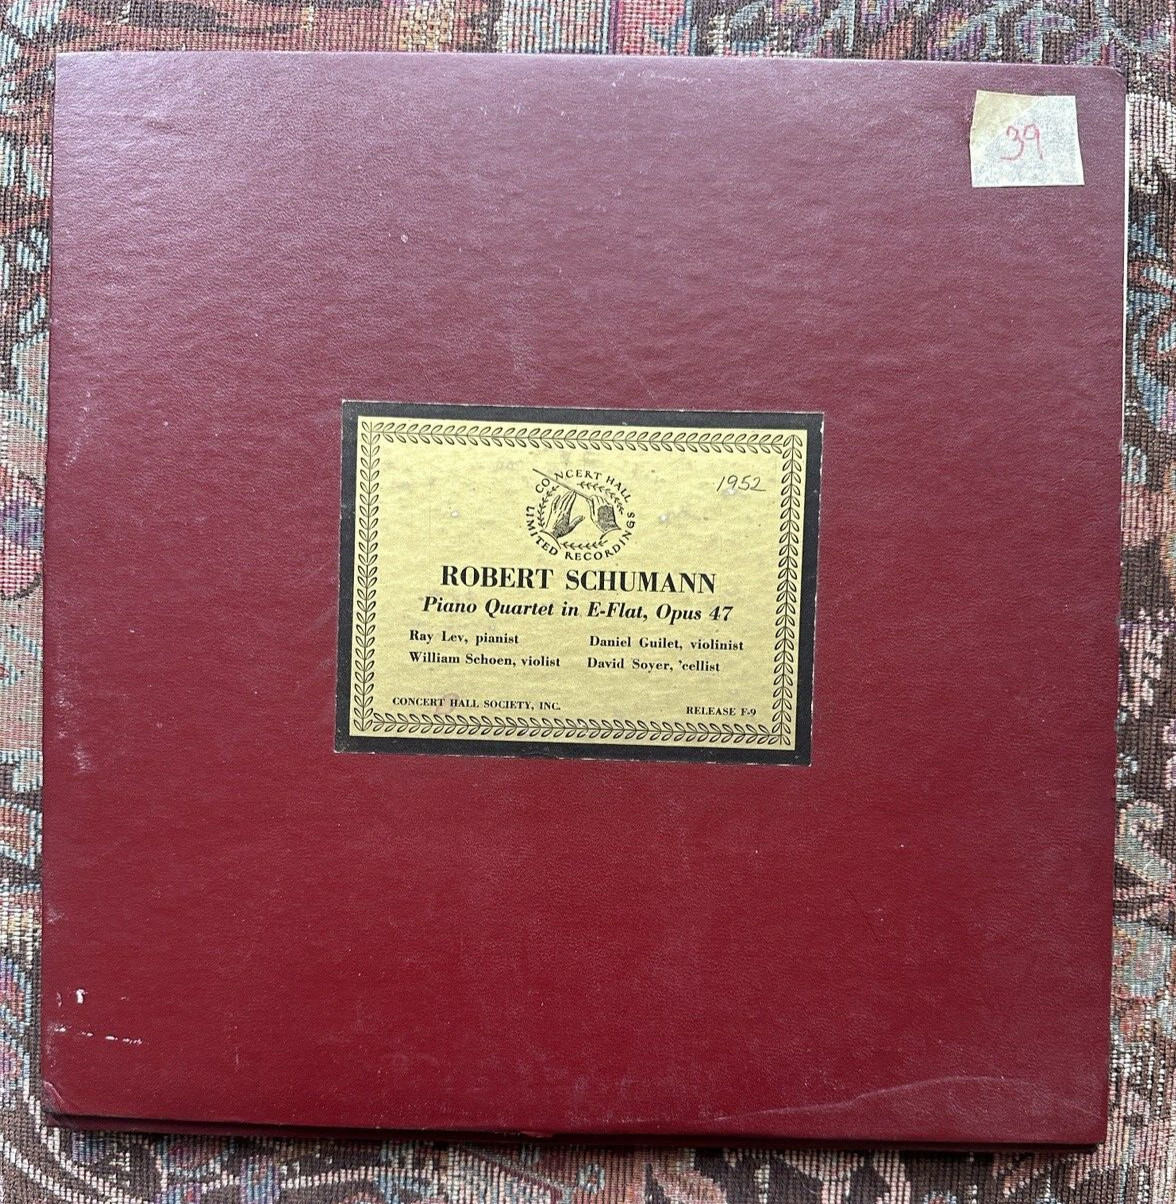 39
1952
CONCERT HALL
LIMITED RECORDINGS
ROBERT SCHUMANN
Piano Quartet in E-Flat, Opus 47
Ray Lev, pianist Daniel Guilet, violinist
William Schoen, violist David Soyer, 'cellist
CONCERT HALL SOCIETY, INC. RELEASE F-9